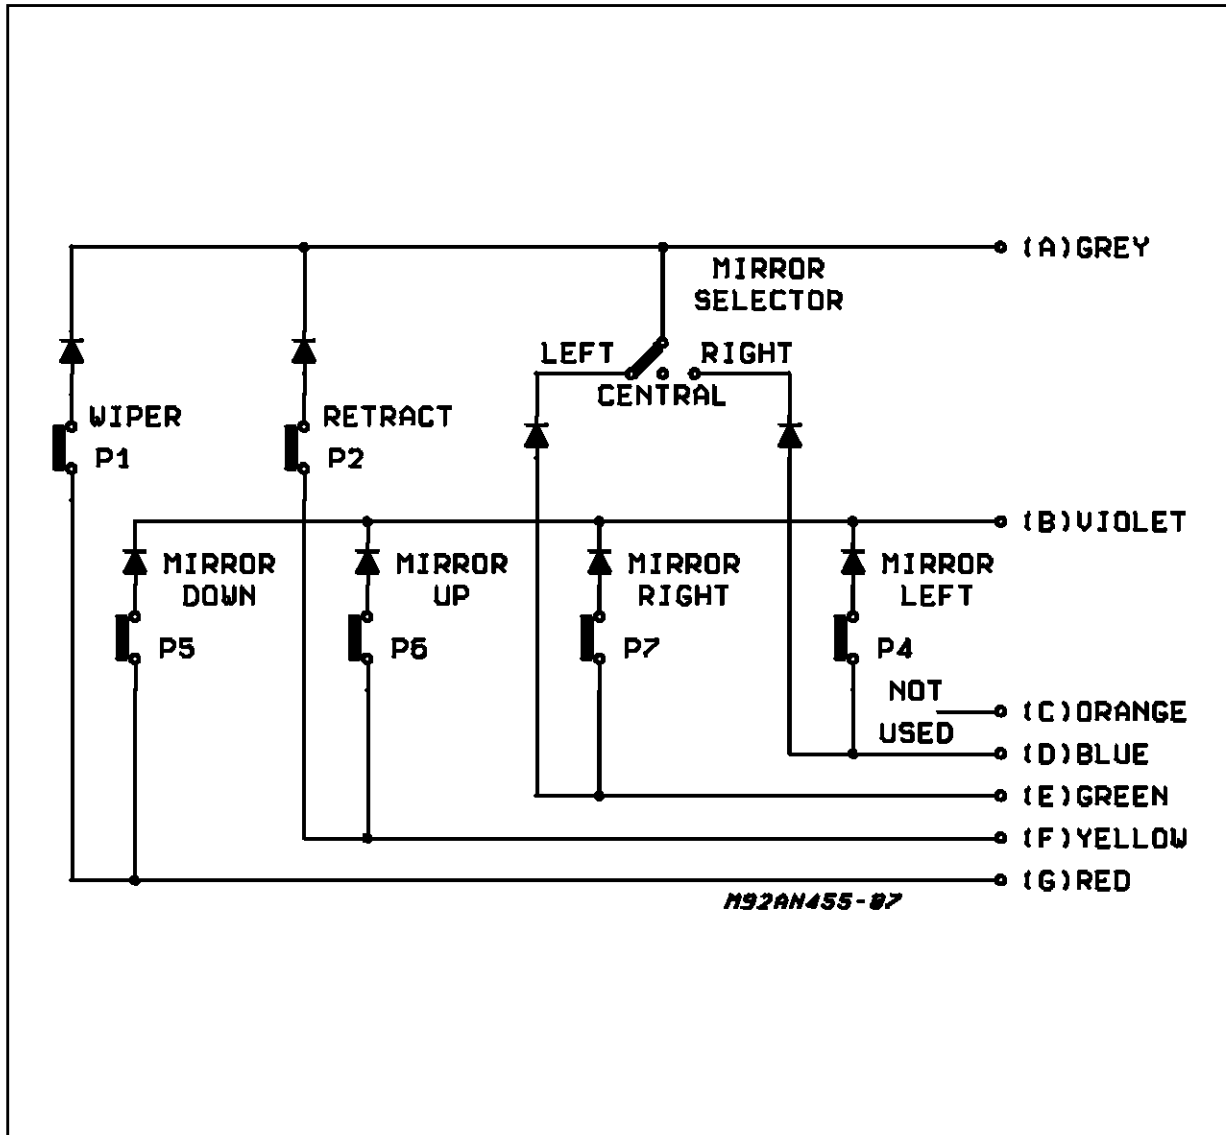 (A)GREY
MIRROR
SELECTOR
LEFT
RIGHT
CENTRAL
WIPER
P1
RETRACT
P2
(B)VIOLET
MIRROR
DOWN
P5
MIRROR
UP
P6
MIRROR
RIGHT
P7
MIRROR
LEFT
P4
NOT
USED
(C)ORANGE
(D)BLUE
(E)GREEN
(F)YELLOW
(G)RED
M92AN455-07